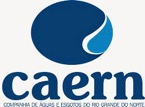 caern
COMPANHIA DE ÁGUAS E ESGOTOS DO RIO GRANDE DO NORTE